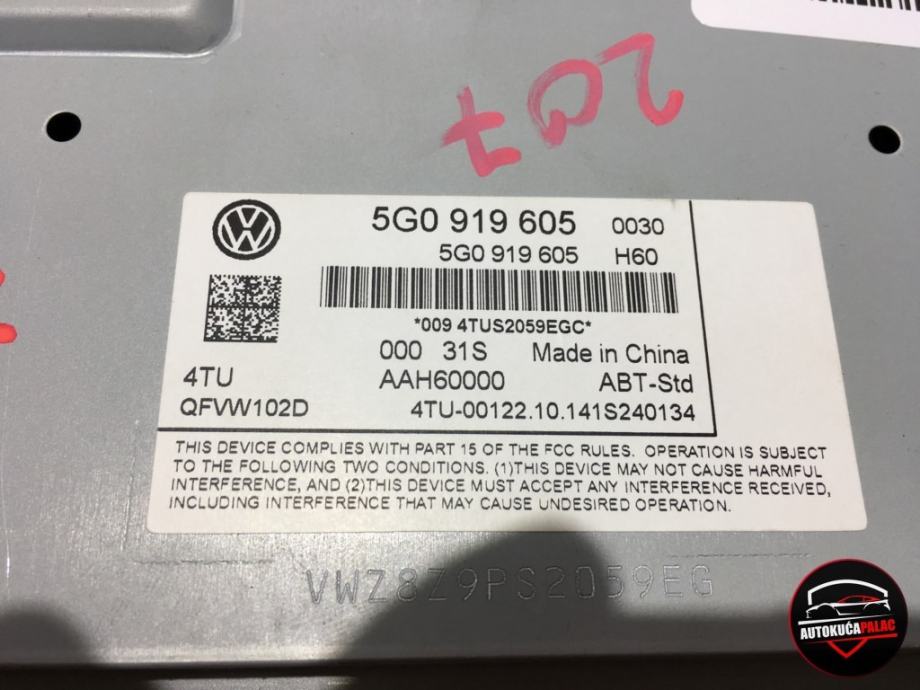 5G0 919 605 0030
5G0 919 605 H60
*009 4TUS2059EGC*
000 31S Made in China
4TU AAH60000 ABT-Std
QFVW102D 4TU-00122.10.141S240134
THIS DEVICE COMPLIES WITH PART 15 OF THE FCC RULES. OPERATION IS SUBJECT
TO THE FOLLOWING TWO CONDITIONS. (1)THIS DEVICE MAY NOT CAUSE HARMFUL
INTERFERENCE, AND (2)THIS DEVICE MUST ACCEPT ANY INTERFERENCE RECEIVED,
INCLUDING INTERFERENCE THAT MAY CAUSE UNDESIRED OPERATION.
VWZ8Z9PS2059EG
AUTOKUĆAPALAC